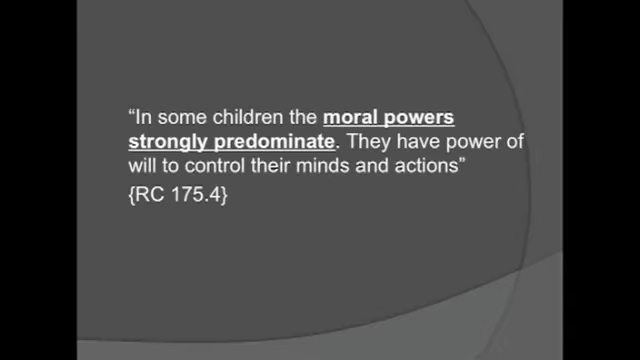 “In some children the moral powers
strongly predominate. They have power of
will to control their minds and actions”
{RC 175.4}